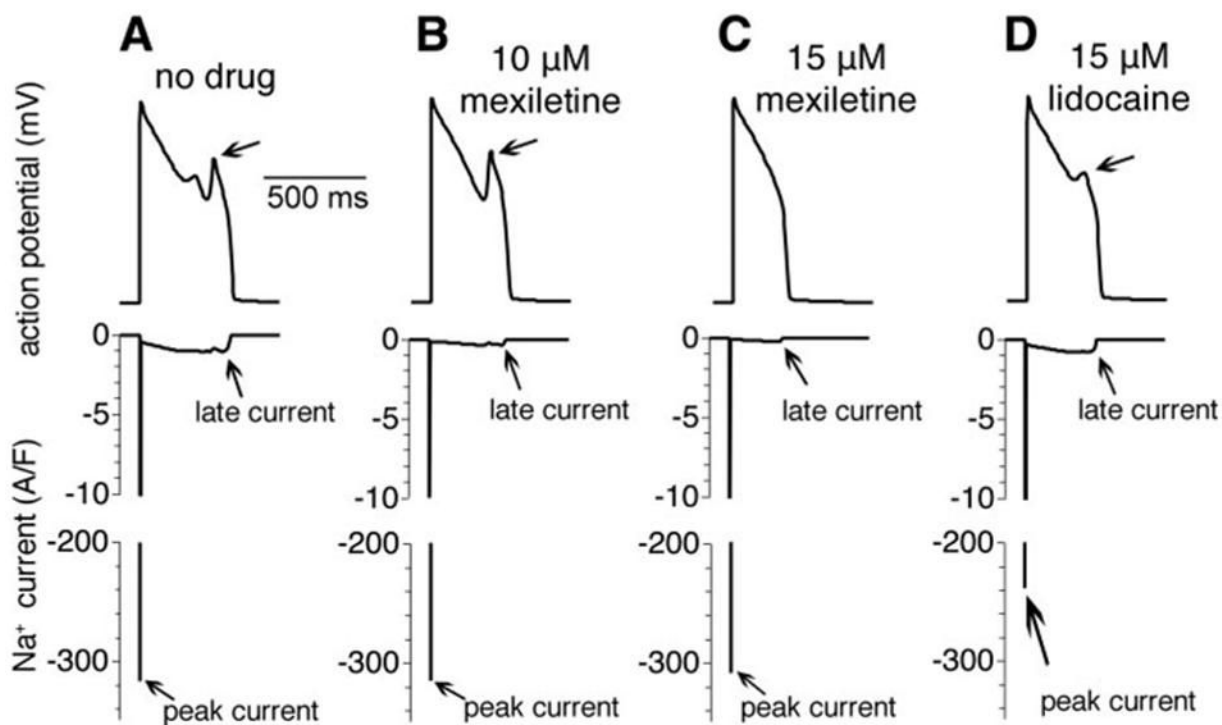 A
no drug
500 ms
B
10 µM
mexiletine
C
15 µM
mexiletine
D
15 µM
lidocaine
action potential (mV)
0
-5
-10
late current
0
-5
-10
late current
0
-5
-10
late current
0
-5
-10
late current
Na⁺ current (A/F)
-200
-300
peak current
-200
-300
peak current
-200
-300
peak current
-200
-300
peak current